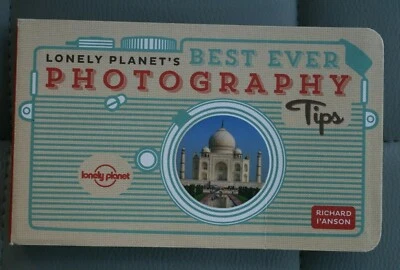 LONELY PLANET'S BEST EVER
PHOTOGRAPHY
Tips
lonely planet
RICHARD
I'ANSON